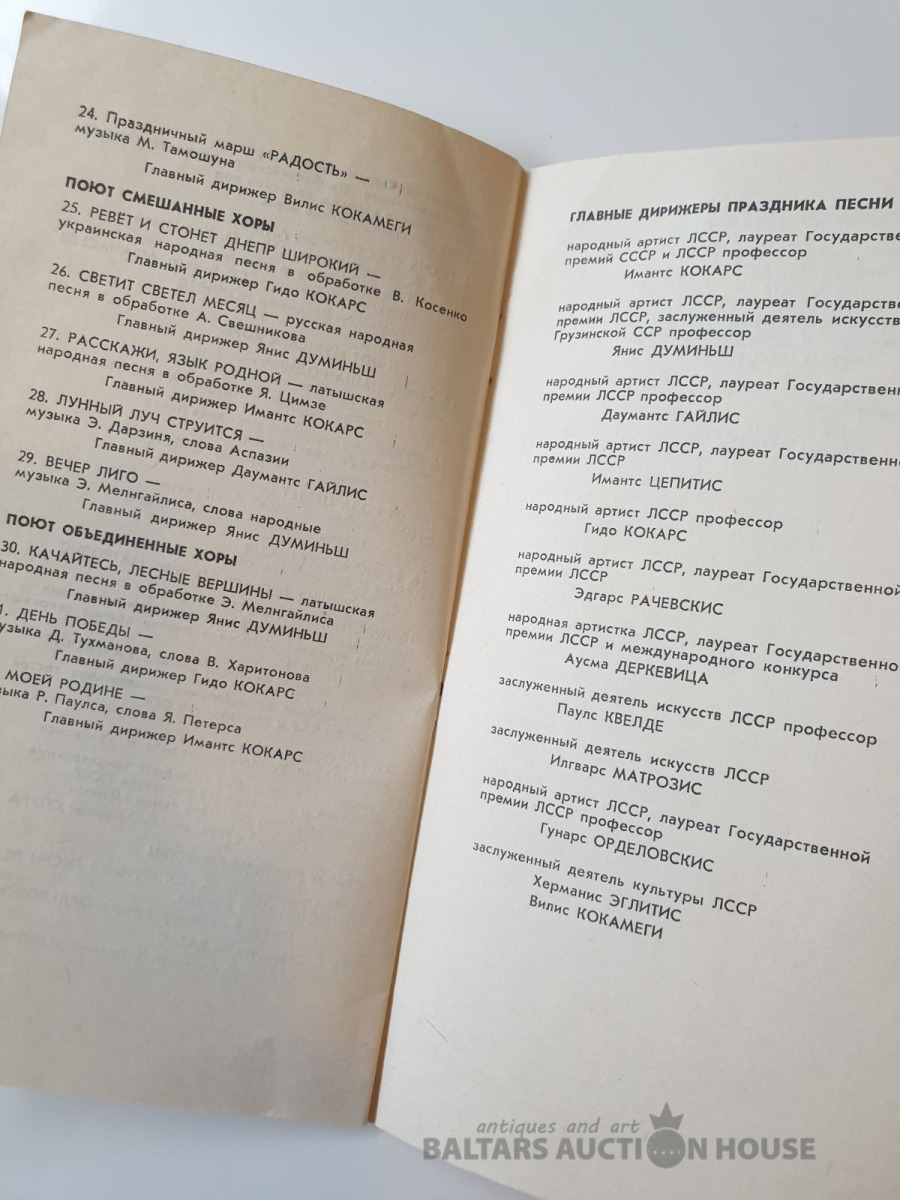 24. Праздничный марш «РАДОСТЬ» —
музыка М. Тамошуна
Главный дирижер Вилис КОКАМЕГИ
ПОЮТ СМЕШАННЫЕ ХОРЫ
25. РЕВЁТ И СТОНЕТ ДНЕПР ШИРОКИЙ —
украинская народная песня в обработке В. Косенко
Главный дирижер Гидо КОКАРС
26. СВЕТИТ СВЕТЕЛ МЕСЯЦ — русская народная
песня в обработке А. Свешникова
Главный дирижер Янис ДУМИНЬШ
27. РАССКАЖИ, ЯЗЫК РОДНОЙ — латышская
народная песня в обработке Я. Цимзе
Главный дирижер Имантс КОКАРС
28. ЛУННЫЙ ЛУЧ СТРУИТСЯ —
музыка Э. Дарзиня, слова Аспазии
Главный дирижер Даумантс ГАЙЛИС
29. ВЕЧЕР ЛИГО —
музыка Э. Мелнгайлиса, слова народные
Главный дирижер Янис ДУМИНЬШ
ПОЮТ ОБЪЕДИНЕННЫЕ ХОРЫ
30. КАЧАЙТЕСЬ, ЛЕСНЫЕ ВЕРШИНЫ — латышская
народная песня в обработке Э. Мелнгайлиса
Главный дирижер Янис ДУМИНЬШ
1. ДЕНЬ ПОБЕДЫ —
узыка Д. Тухманова, слова В. Харитонова
Главный дирижер Гидо КОКАРС
МОЕЙ РОДИНЕ —
зыка Р. Паулса, слова Я. Петерса
Главный дирижер Имантс КОКАРС
ГЛАВНЫЕ ДИРИЖЕРЫ ПРАЗДНИКА ПЕСНИ
народный артист ЛССР, лауреат Государстве
премий СССР и ЛССР профессор
Имантс КОКАРС
народный артист ЛССР, лауреат Государствен
премии ЛССР, заслуженный деятель искусств
Грузинской ССР профессор
Янис ДУМИНЬШ
народный артист ЛССР, лауреат Государственн
премии ЛССР профессор
Даумантс ГАЙЛИС
народный артист ЛССР, лауреат Государственн
премии ЛССР
Имантс ЦЕПИТИС
народный артист ЛССР профессор
Гидо КОКАРС
народный артист ЛССР, лауреат Государственной
премии ЛССР
Эдгарс РАЧЕВСКИС
народная артистка ЛССР, лауреат Государственно
премии ЛССР и международного конкурса
Аусма ДЕРКЕВИЦА
заслуженный деятель искусств ЛССР профессор
Паулс КВЕЛДЕ
заслуженный деятель искусств ЛССР
Илгварс МАТРОЗИС
народный артист ЛССР, лауреат Государственной
премии ЛССР профессор
Гунарс ОРДЕЛОВСКИС
заслуженный деятель культуры ЛССР
Херманис ЭГЛИТИС
Вилис КОКАМЕГИ
antiques and art
BALTARS AUCTION HOUSE